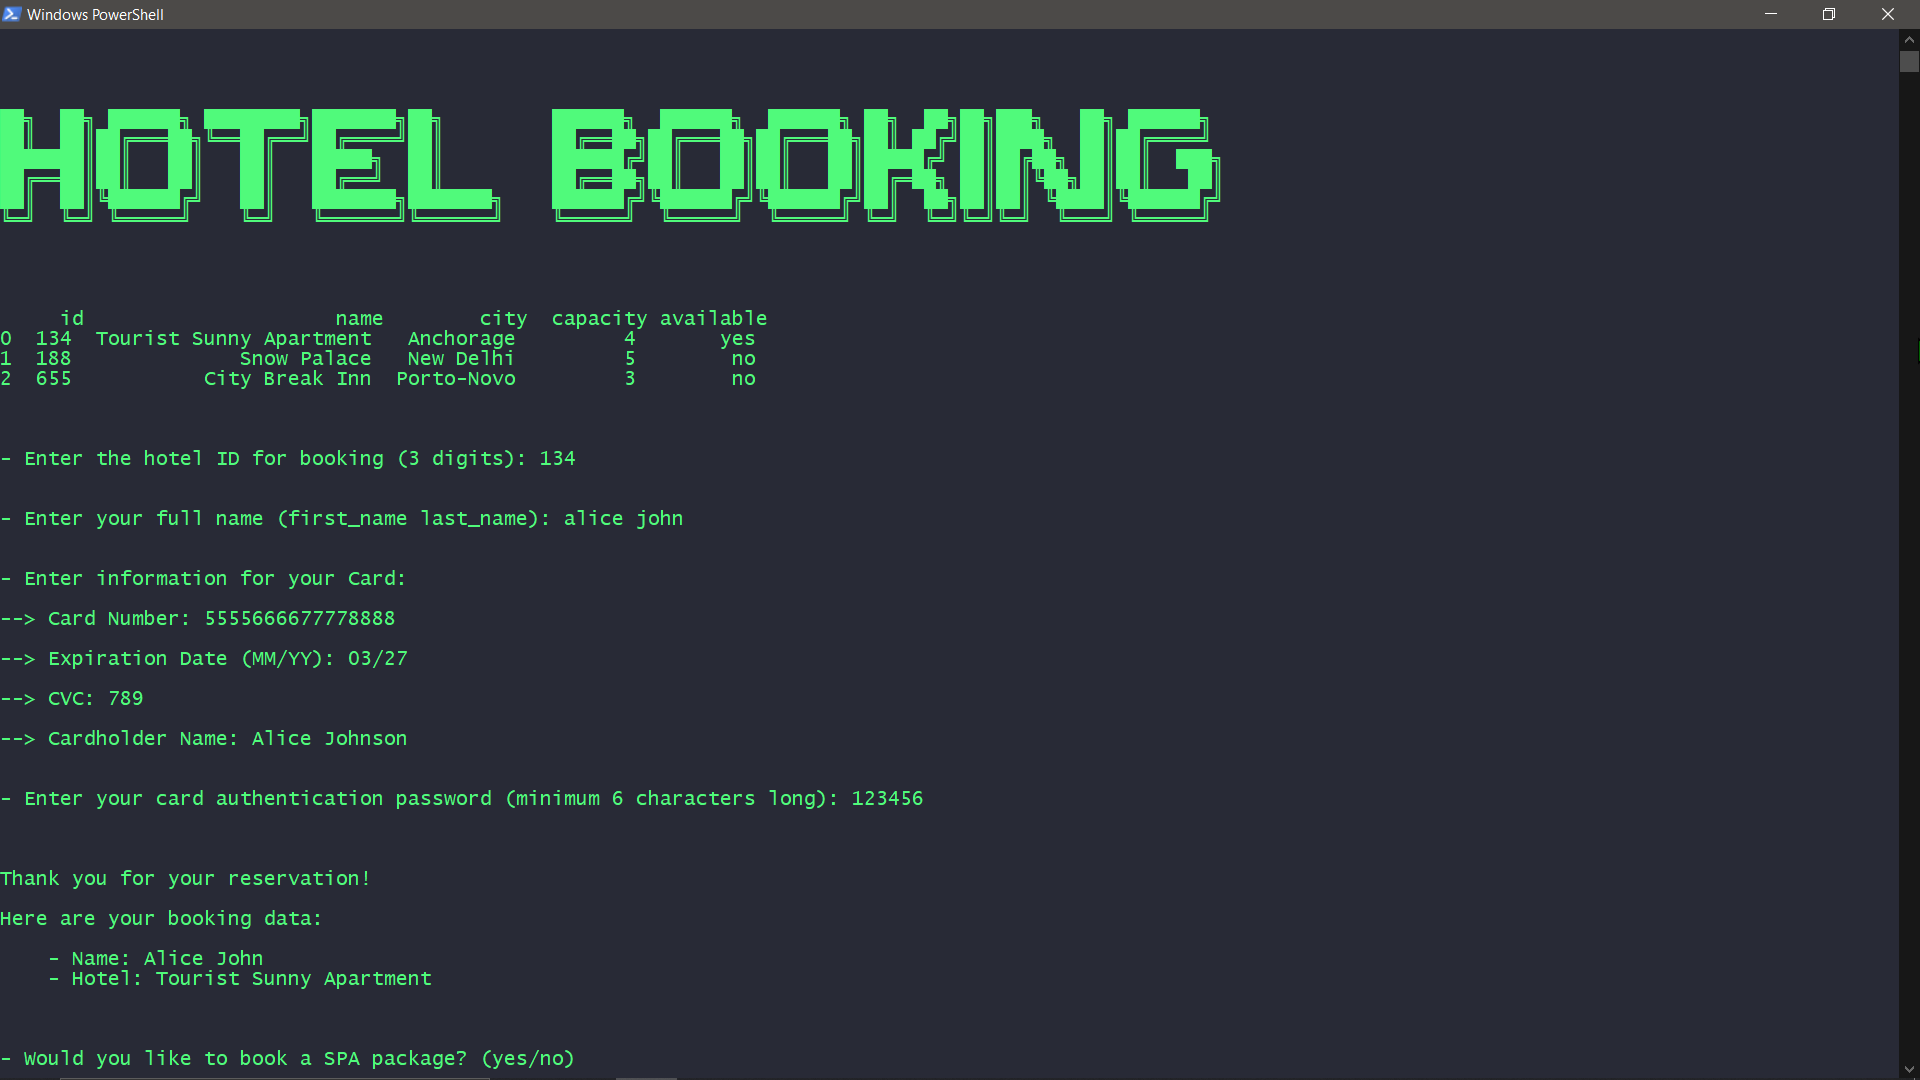 Windows PowerShell
HOTEL BOOKING
id name city capacity available
0 134 Tourist Sunny Apartment Anchorage 4 yes
1 188 Snow Palace New Delhi 5 no
2 655 City Break Inn Porto-Novo 3 no
- Enter the hotel ID for booking (3 digits): 134
- Enter your full name (first_name last_name): alice john
- Enter information for your Card:
--> Card Number: 5555666677778888
--> Expiration Date (MM/YY): 03/27
--> CVC: 789
--> Cardholder Name: Alice Johnson
- Enter your card authentication password (minimum 6 characters long): 123456
Thank you for your reservation!
Here are your booking data:
- Name: Alice John
- Hotel: Tourist Sunny Apartment
- Would you like to book a SPA package? (yes/no)